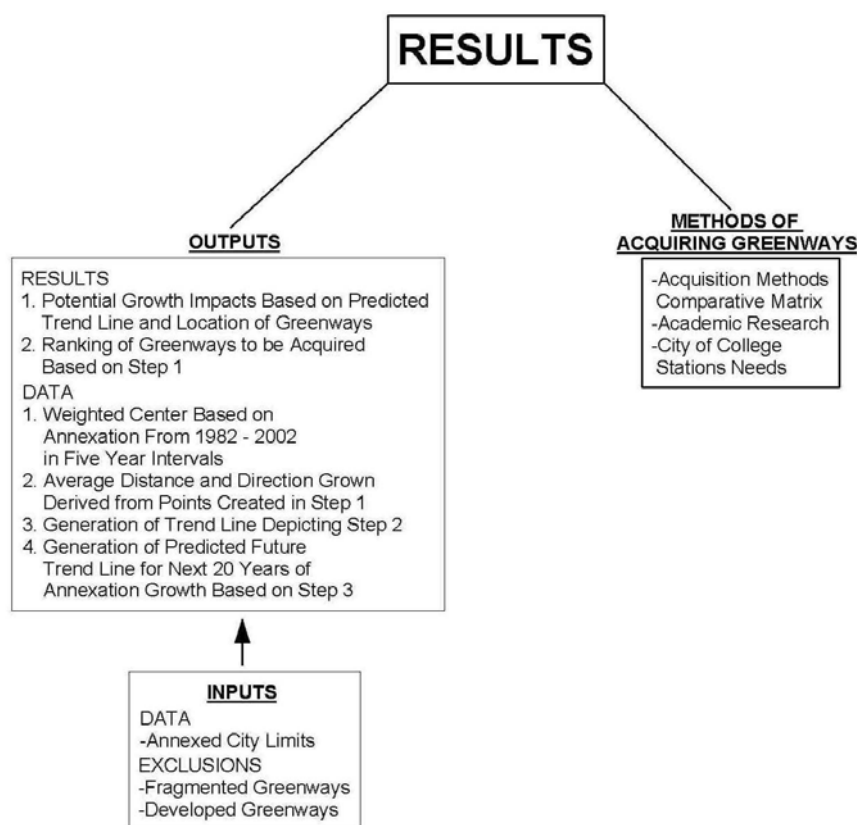 RESULTS
OUTPUTS
RESULTS
1. Potential Growth Impacts Based on Predicted
Trend Line and Location of Greenways
2. Ranking of Greenways to be Acquired
Based on Step 1
DATA
1. Weighted Center Based on
Annexation From 1982 - 2002
in Five Year Intervals
2. Average Distance and Direction Grown
Derived from Points Created in Step 1
3. Generation of Trend Line Depicting Step 2
4. Generation of Predicted Future
Trend Line for Next 20 Years of
Annexation Growth Based on Step 3
INPUTS
DATA
-Annexed City Limits
EXCLUSIONS
-Fragmented Greenways
-Developed Greenways
METHODS OF
ACQUIRING GREENWAYS
-Acquisition Methods
Comparative Matrix
-Academic Research
-City of College
Stations Needs